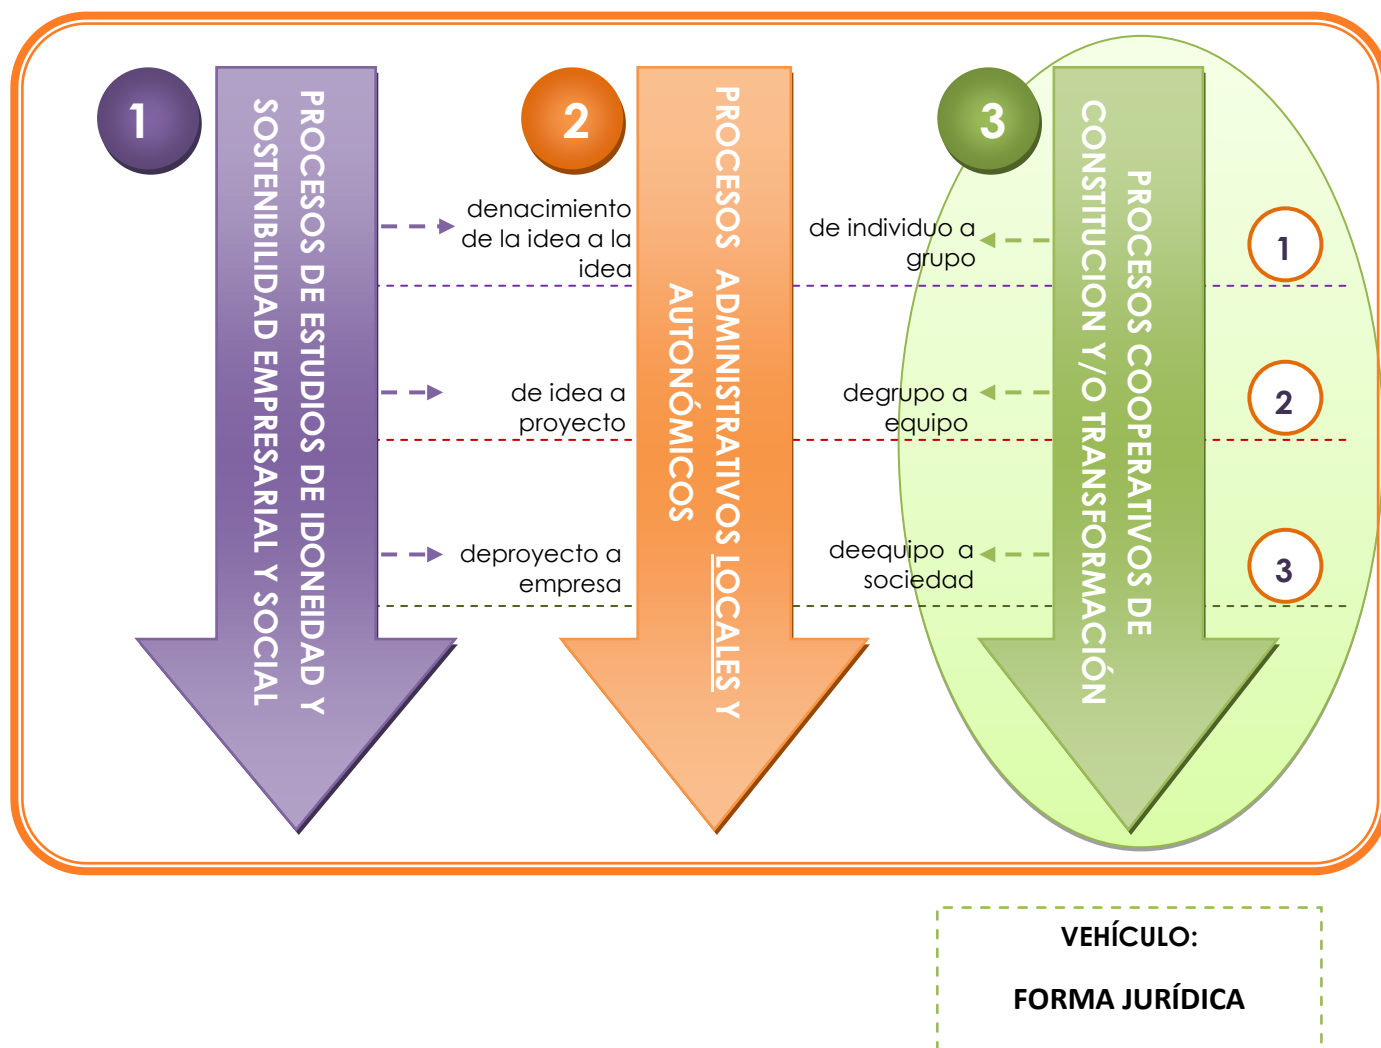 1
PROCESOS DE ESTUDIOS DE IDONEIDAD Y
SOSTENIBILIDAD EMPRESARIAL Y SOCIAL
denacimiento
de la idea a la
idea
de idea a
proyecto
deproyecto a
empresa
2
PROCESOS ADMINISTRATIVOS LOCALES Y
AUTONÓMICOS
de individuo a
grupo
degrupo a
equipo
deequipo a
sociedad
3
PROCESOS COOPERATIVOS DE
CONSTITUCION Y/O TRANSFORMACIÓN
1
2
3
VEHÍCULO:
FORMA JURÍDICA